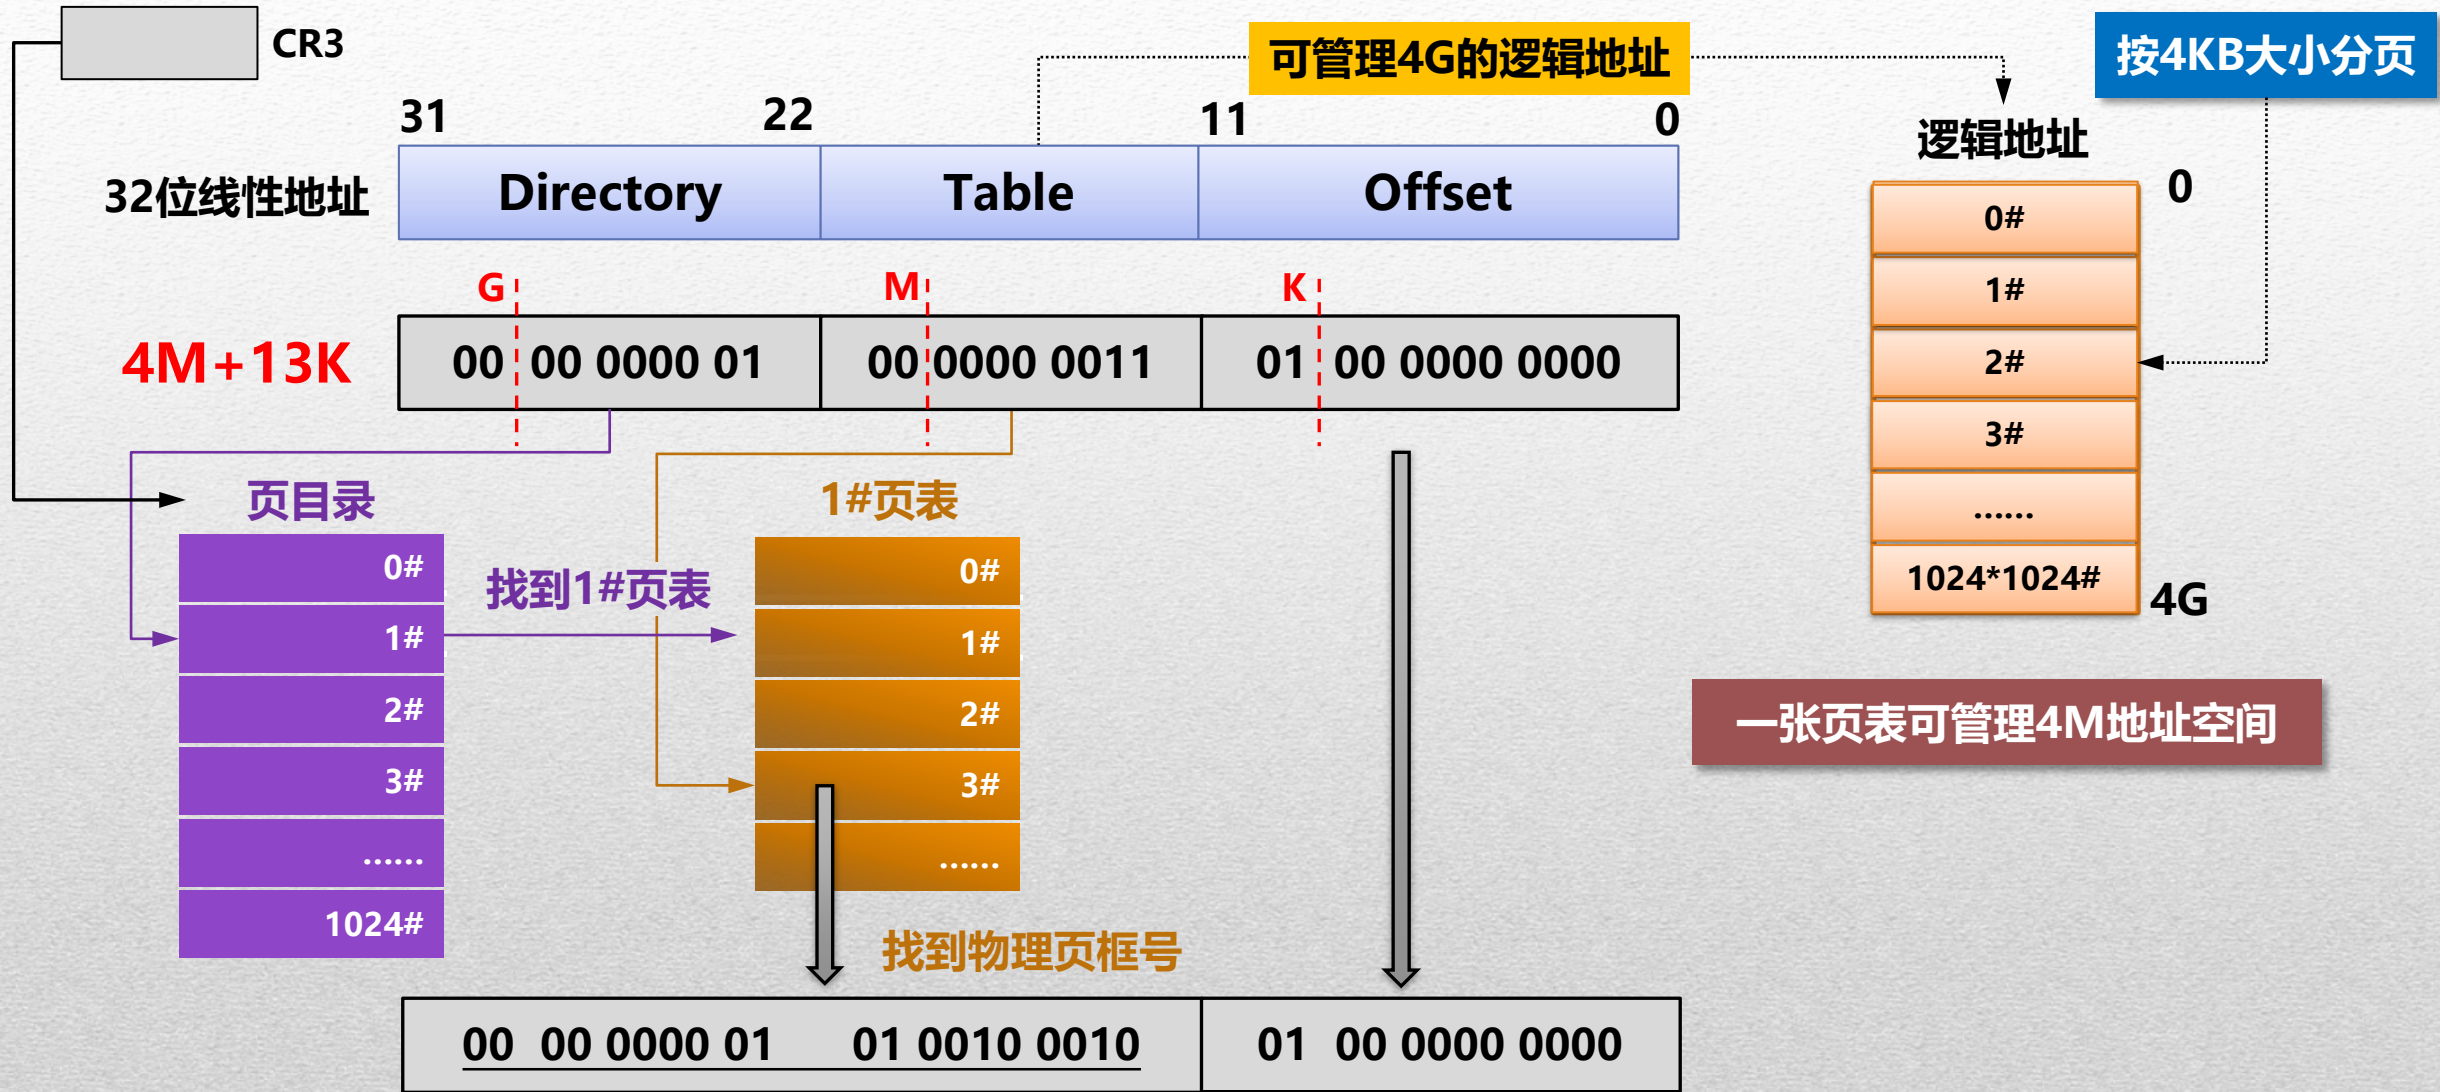 CR3
可管理4G的逻辑地址
按4KB大小分页
31
22
11
0
32位线性地址
Directory
Table
Offset
逻辑地址
0
0#
1#
2#
3#
......
1024*1024#
4G
G
M
K
4M+13K
00 00 0000 01
00 0000 0011
01 00 0000 0000
页目录
0#
1#
2#
3#
......
1024#
找到1#页表
1#页表
0#
1#
2#
3#
......
一张页表可管理4M地址空间
找到物理页框号
00 00 0000 01 01 0010 0010
01 00 0000 0000